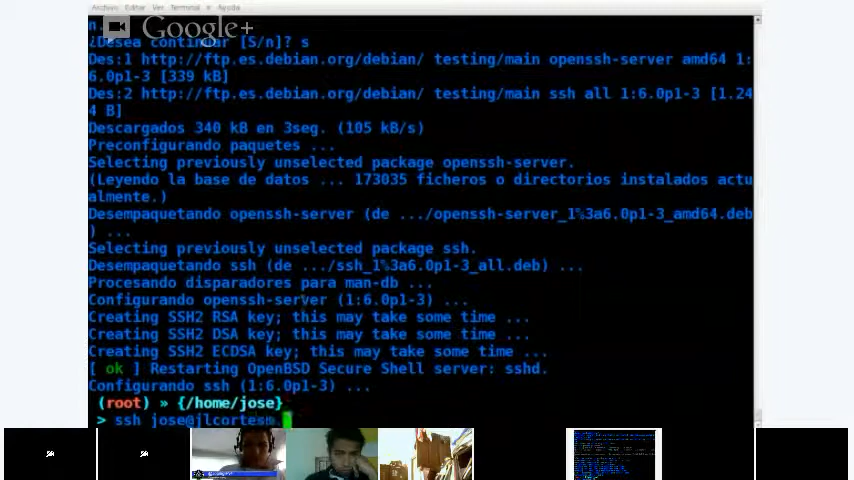 Archivo Editar Ver Terminal Ayuda
n.
Google+
¿Desea continuar [S/n]? s
Des:1 http://ftp.es.debian.org/debian/ testing/main openssh-server amd64 1:
6.0p1-3 [339 kB]
Des:2 http://ftp.es.debian.org/debian/ testing/main ssh all 1:6.0p1-3 [1.24
4 B]
Descargados 340 kB en 3seg. (105 kB/s)
Preconfigurando paquetes ...
Selecting previously unselected package openssh-server.
(Leyendo la base de datos ... 173035 ficheros o directorios instalados actu
almente.)
Desempaquetando openssh-server (de .../openssh-server_1%3a6.0p1-3_amd64.deb
) ...
Selecting previously unselected package ssh.
Desempaquetando ssh (de .../ssh_1%3a6.0p1-3_all.deb) ...
Procesando disparadores para man-db ...
Configurando openssh-server (1:6.0p1-3) ...
Creating SSH2 RSA key; this may take some time ...
Creating SSH2 DSA key; this may take some time ...
Creating SSH2 ECDSA key; this may take some time ...
[ ok ] Restarting OpenBSD Secure Shell server: sshd.
Configurando ssh (1:6.0p1-3) ...
(root) » {/home/jose}
> ssh jose@jlcortesm.